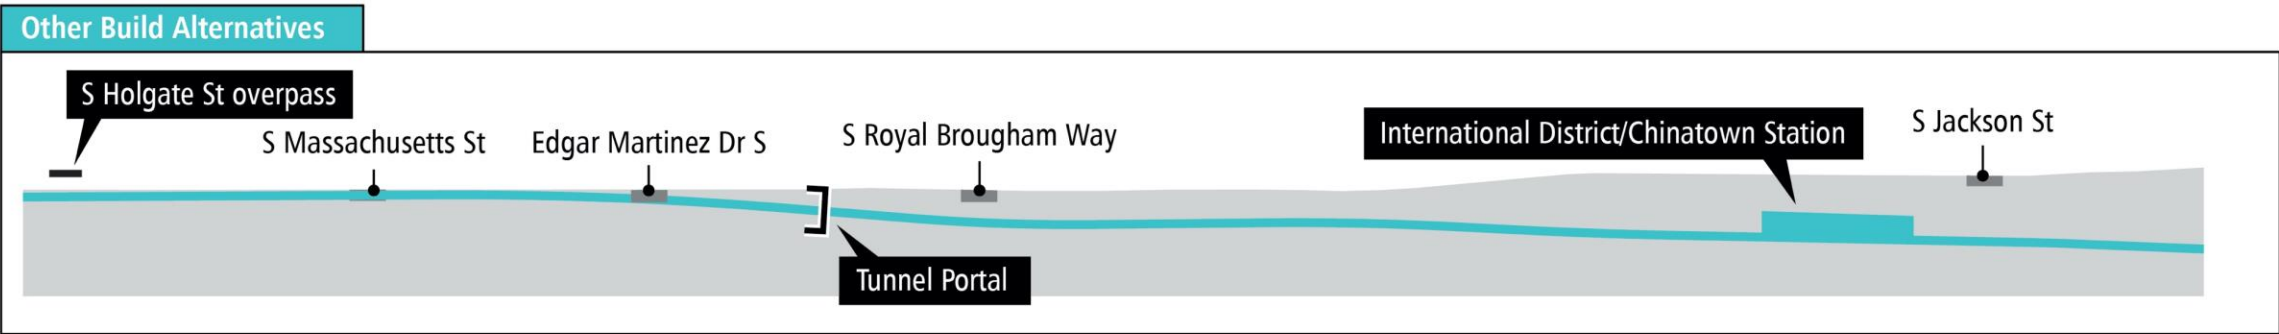 Other Build Alternatives
S Holgate St overpass
S Massachusetts St
Edgar Martinez Dr S
S Royal Brougham Way
International District/Chinatown Station
S Jackson St
Tunnel Portal